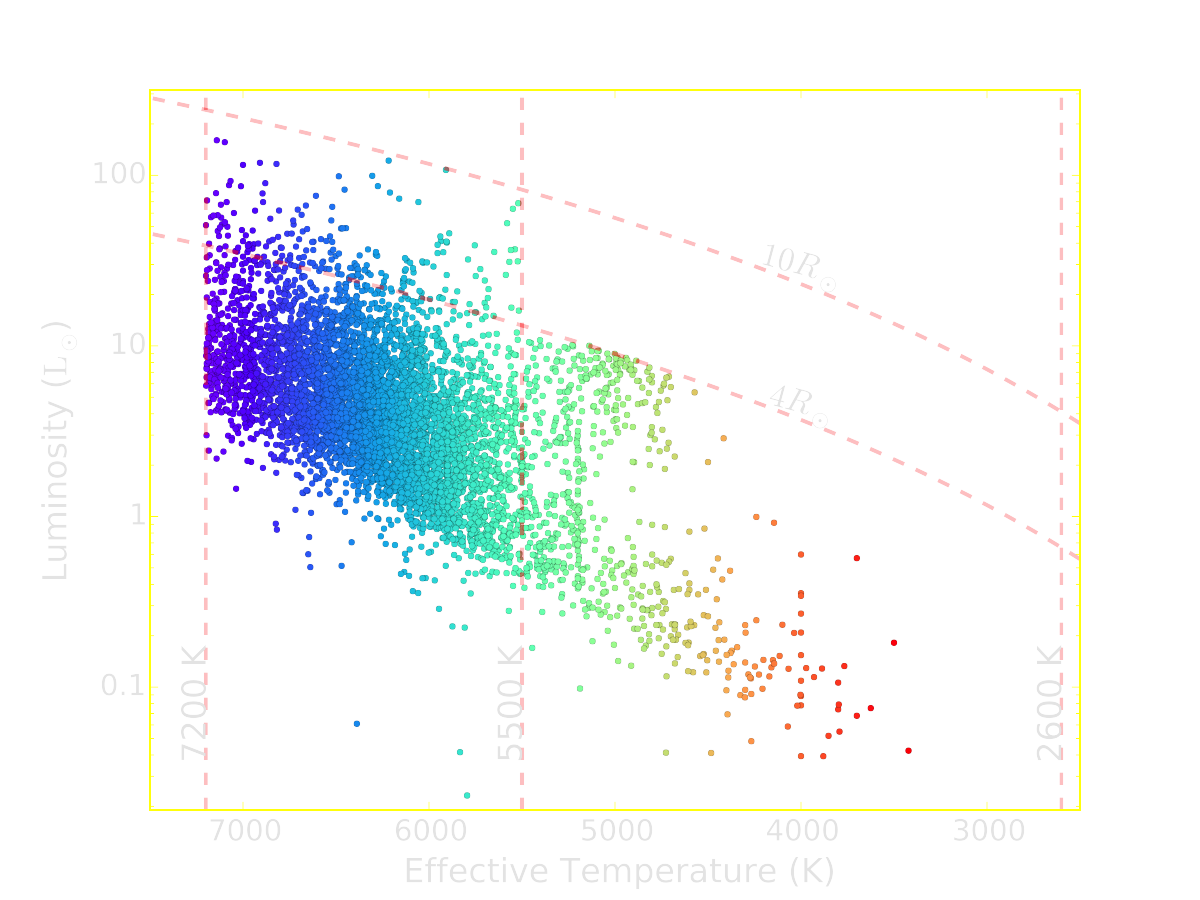 100
10
1
0.1
Luminosity (L☉)
7200 K
5500 K
2600 K
10R☉
4R☉
7000
6000
5000
4000
3000
Effective Temperature (K)